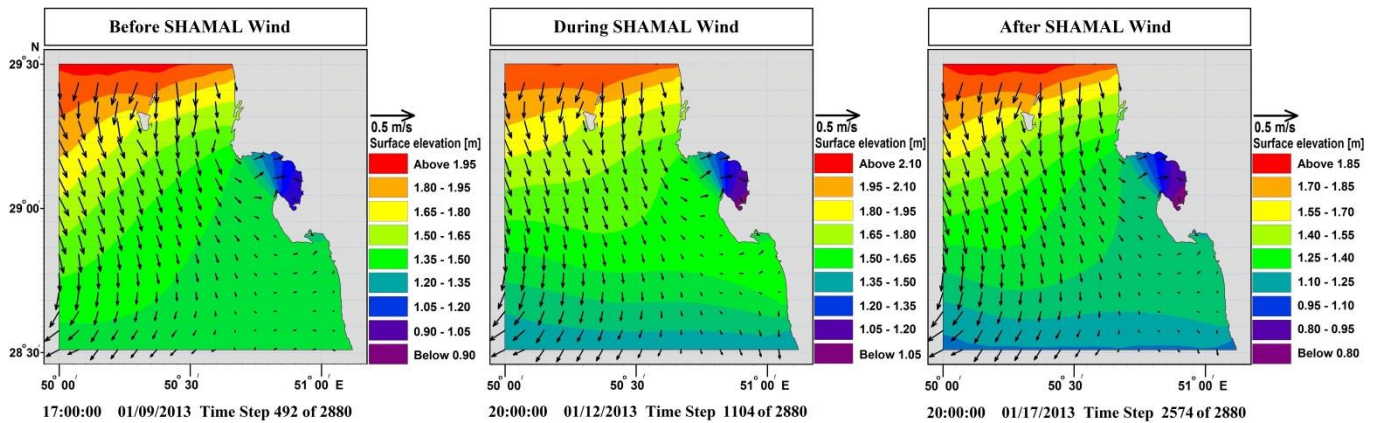 Before SHAMAL Wind
N
29°30'
29°00'
28°30'
50°00'
50°30'
51°00' E
0.5 m/s
Surface elevation [m]
Above 1.95
1.80 - 1.95
1.65 - 1.80
1.50 - 1.65
1.35 - 1.50
1.20 - 1.35
1.05 - 1.20
0.90 - 1.05
Below 0.90
17:00:00 01/09/2013 Time Step 492 of 2880
During SHAMAL Wind
50°00'
50°30'
51°00' E
0.5 m/s
Surface elevation [m]
Above 2.10
1.95 - 2.10
1.80 - 1.95
1.65 - 1.80
1.50 - 1.65
1.35 - 1.50
1.20 - 1.35
1.05 - 1.20
Below 1.05
20:00:00 01/12/2013 Time Step 1104 of 2880
After SHAMAL Wind
50°00'
50°30'
51°00' E
0.5 m/s
Surface elevation [m]
Above 1.85
1.70 - 1.85
1.55 - 1.70
1.40 - 1.55
1.25 - 1.40
1.10 - 1.25
0.95 - 1.10
0.80 - 0.95
Below 0.80
20:00:00 01/17/2013 Time Step 2574 of 2880